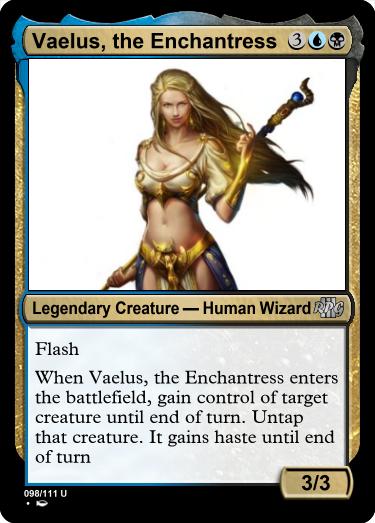 Vaelus, the Enchantress 3
Legendary Creature — Human Wizard RPG
Flash
When Vaelus, the Enchantress enters
the battlefield, gain control of target
creature until end of turn. Untap
that creature. It gains haste until end
of turn
3/3
098/111 U